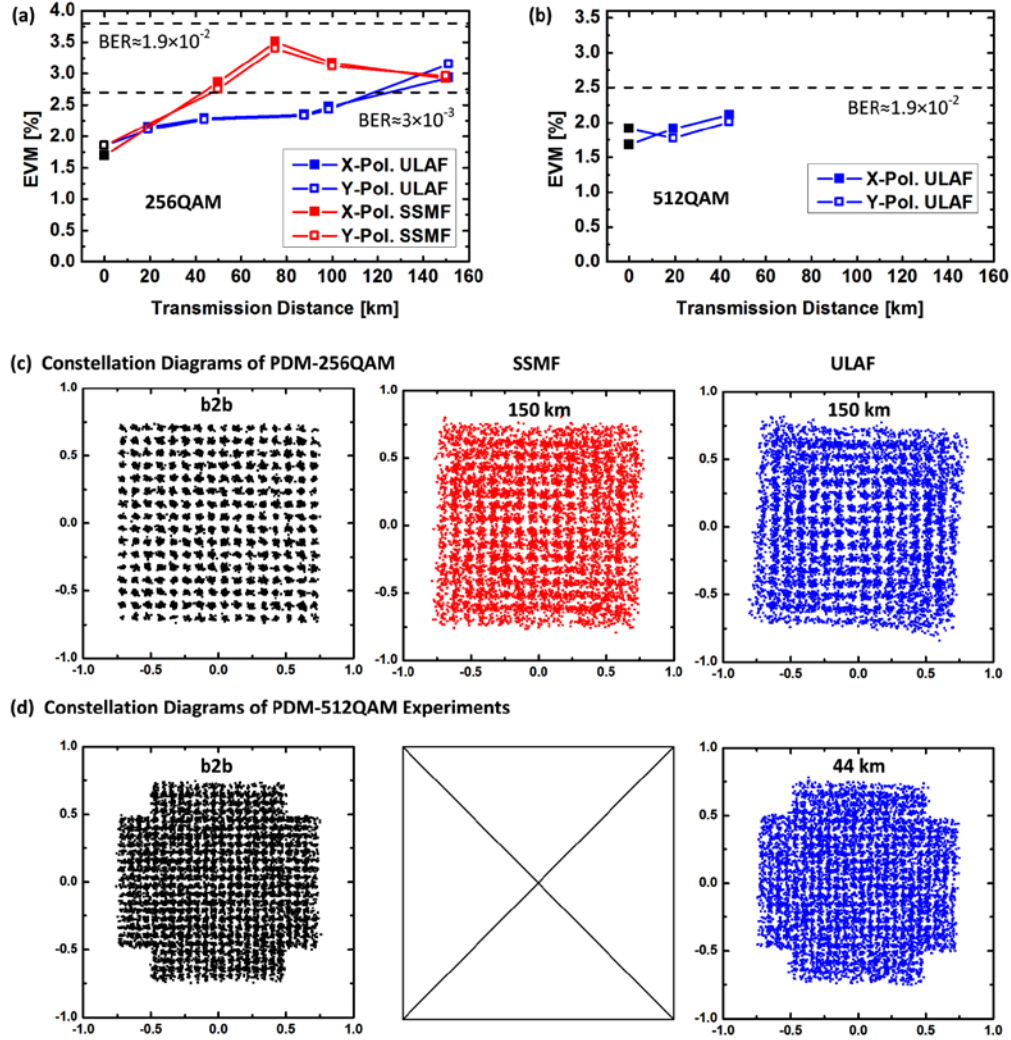 (a)
4.0
3.5
3.0
2.5
2.0
1.5
1.0
0.5
0.0
EVM [%]
BER≈1.9×10-2
BER≈3×10-3
256QAM
X-Pol. ULAF
Y-Pol. ULAF
X-Pol. SSMF
Y-Pol. SSMF
0 20 40 60 80 100 120 140 160
Transmission Distance [km]
(b)
3.5
3.0
2.5
2.0
1.5
1.0
0.5
0.0
EVM [%]
BER≈1.9×10-2
512QAM
X-Pol. ULAF
Y-Pol. ULAF
0 20 40 60 80 100 120 140 160
Transmission Distance [km]
(c) Constellation Diagrams of PDM-256QAM
SSMF
ULAF
b2b
1.0
0.5
0.0
-0.5
-1.0
-1.0 -0.5 0.0 0.5 1.0
150 km
1.0
0.5
0.0
-0.5
-1.0
-1.0 -0.5 0.0 0.5 1.0
150 km
1.0
0.5
0.0
-0.5
-1.0
-1.0 -0.5 0.0 0.5 1.0
(d) Constellation Diagrams of PDM-512QAM Experiments
b2b
1.0
0.5
0.0
-0.5
-1.0
-1.0 -0.5 0.0 0.5 1.0
44 km
1.0
0.5
0.0
-0.5
-1.0
-1.0 -0.5 0.0 0.5 1.0